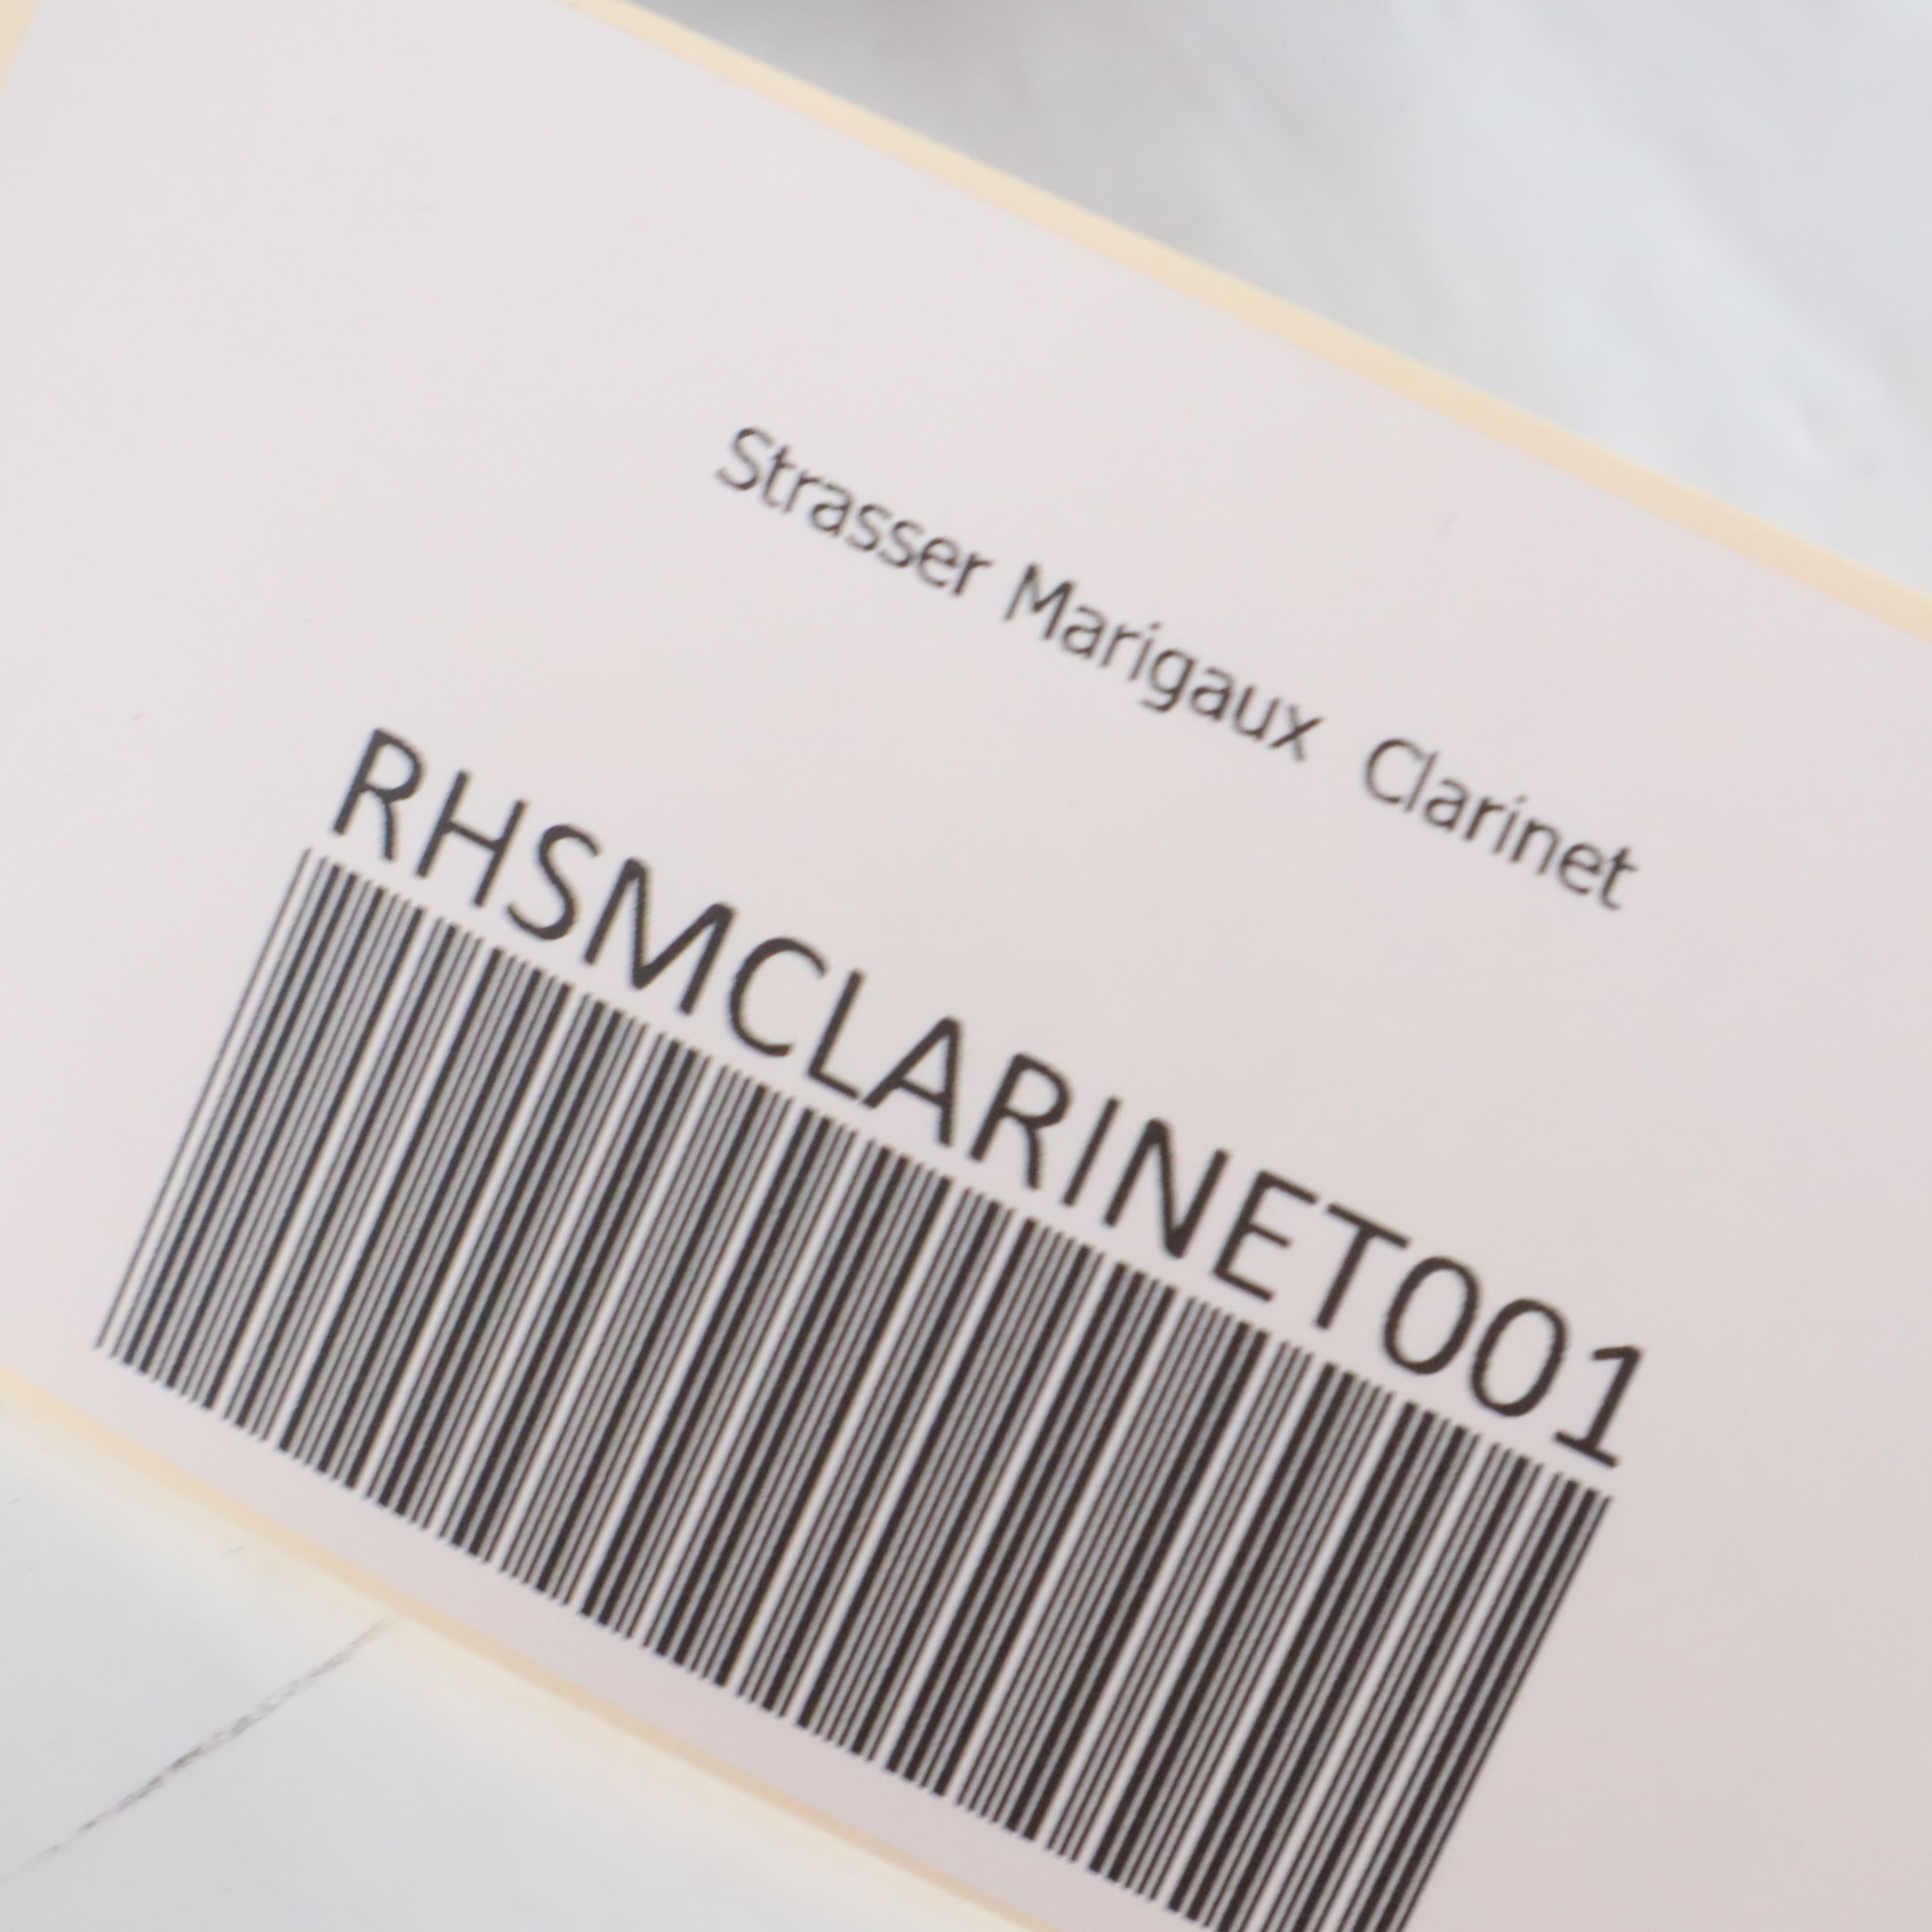 Strasser Marigaux  Clarinet
RHSMCLARINET001